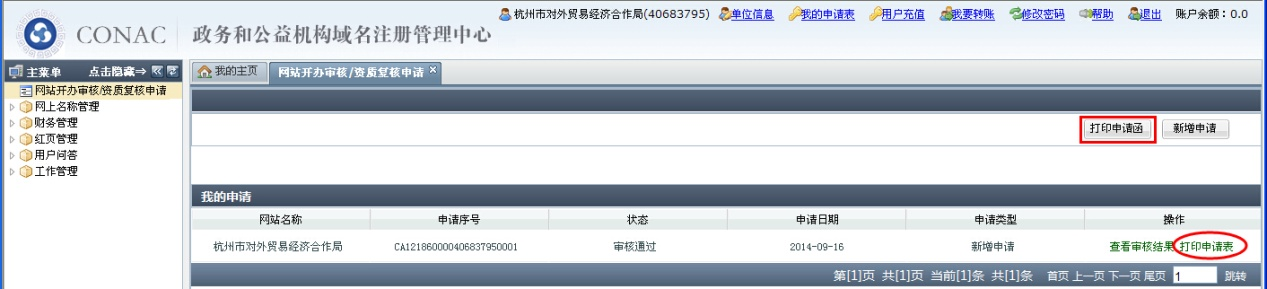 杭州市对外贸易经济合作局(40683795) 单位信息 我的申请表 用户充值 我要转账 修改密码 帮助 退出 账户余额：0.0
CONAC 政务和公益机构域名注册管理中心
主菜单 点击隐藏⇒
我的主页 网站开办审核/资质复核申请 ×
网站开办审核/资质复核申请
网上名称管理
财务管理
红页管理
用户问答
工作管理
打印申请函 新增申请
我的申请
网站名称 申请序号 状态 申请日期 申请类型 操作
杭州市对外贸易经济合作局 CA121860000406837950001 审核通过 2014-09-16 新增申请 查看审核结果 打印申请表
第[1]页 共[1]页 当前[1]条 共[1]条 首页 上一页 下一页 尾页 1 跳转